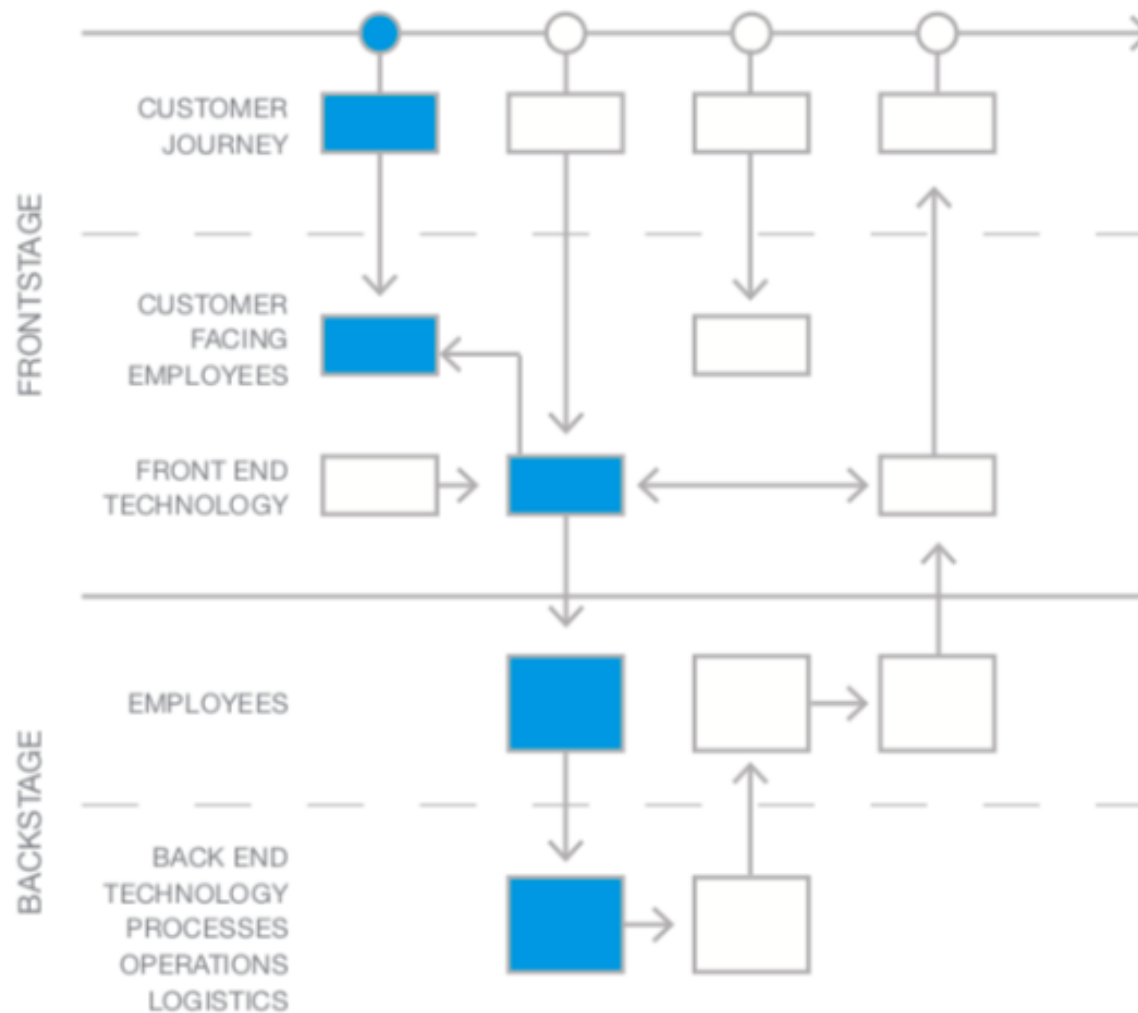 CUSTOMER
JOURNEY
FRONTSTAGE
CUSTOMER
FACING
EMPLOYEES
FRONT END
TECHNOLOGY
EMPLOYEES
BACKSTAGE
BACK END
TECHNOLOGY
PROCESSES
OPERATIONS
LOGISTICS